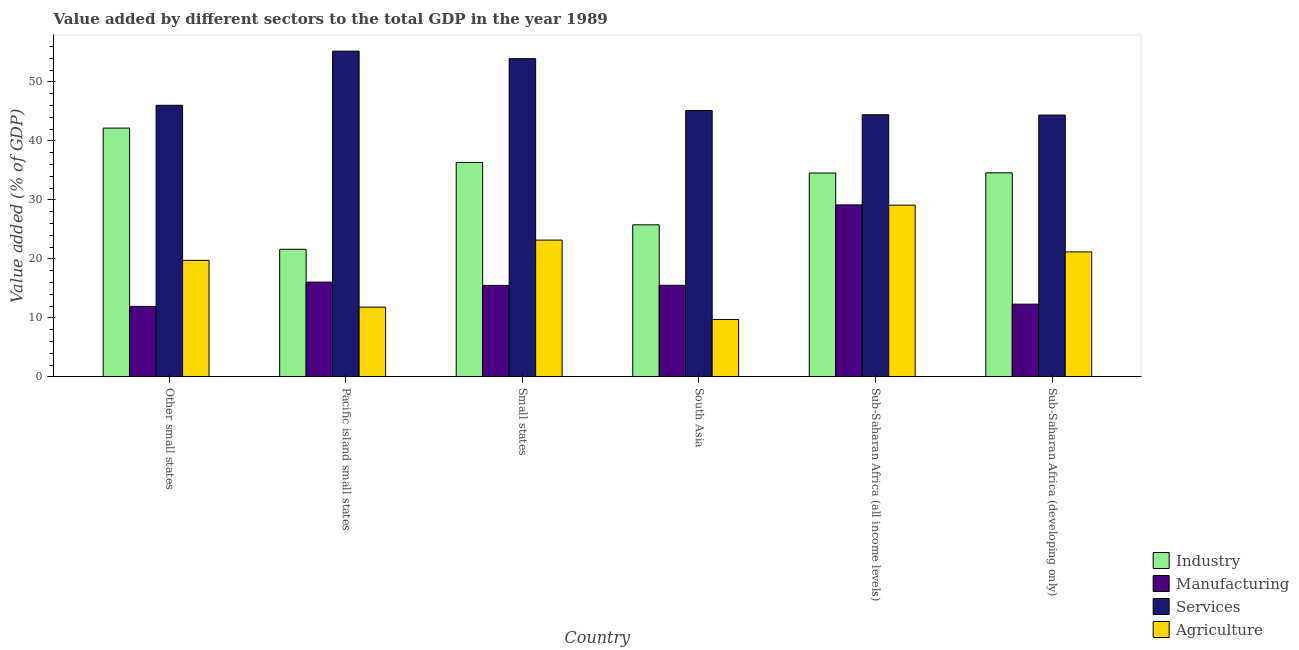 Value added by different sectors to the total GDP in the year 1989
Value added (% of GDP)
50
40
30
20
10
0
Other small states
Pacific island small states
Small states
South Asia
Sub-Saharan Africa (all income levels)
Sub-Saharan Africa (developing only)
Country
Industry
Manufacturing
Services
Agriculture